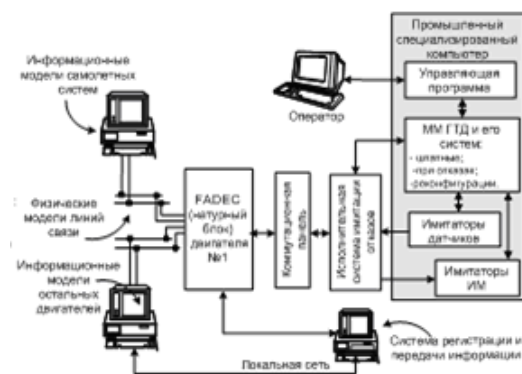 Информационные
модели самолетных
систем
Физические
модели линий
связи
Информационные
модели
остальных двигателей
FADEC
(натурный
блок)
двигателя
№1
Коммутационная
панель
Исполнительная
система имитации
отказов
Оператор
Промышленный
специализированный
компьютер
Управляющая
программа
ММ ГТД и его
систем:
- штатные;
-при отказах;
-реконфигурации.
Имитаторы
датчиков
Имитаторы
ИМ
Система регистрации и
передачи информации
Локальная сеть